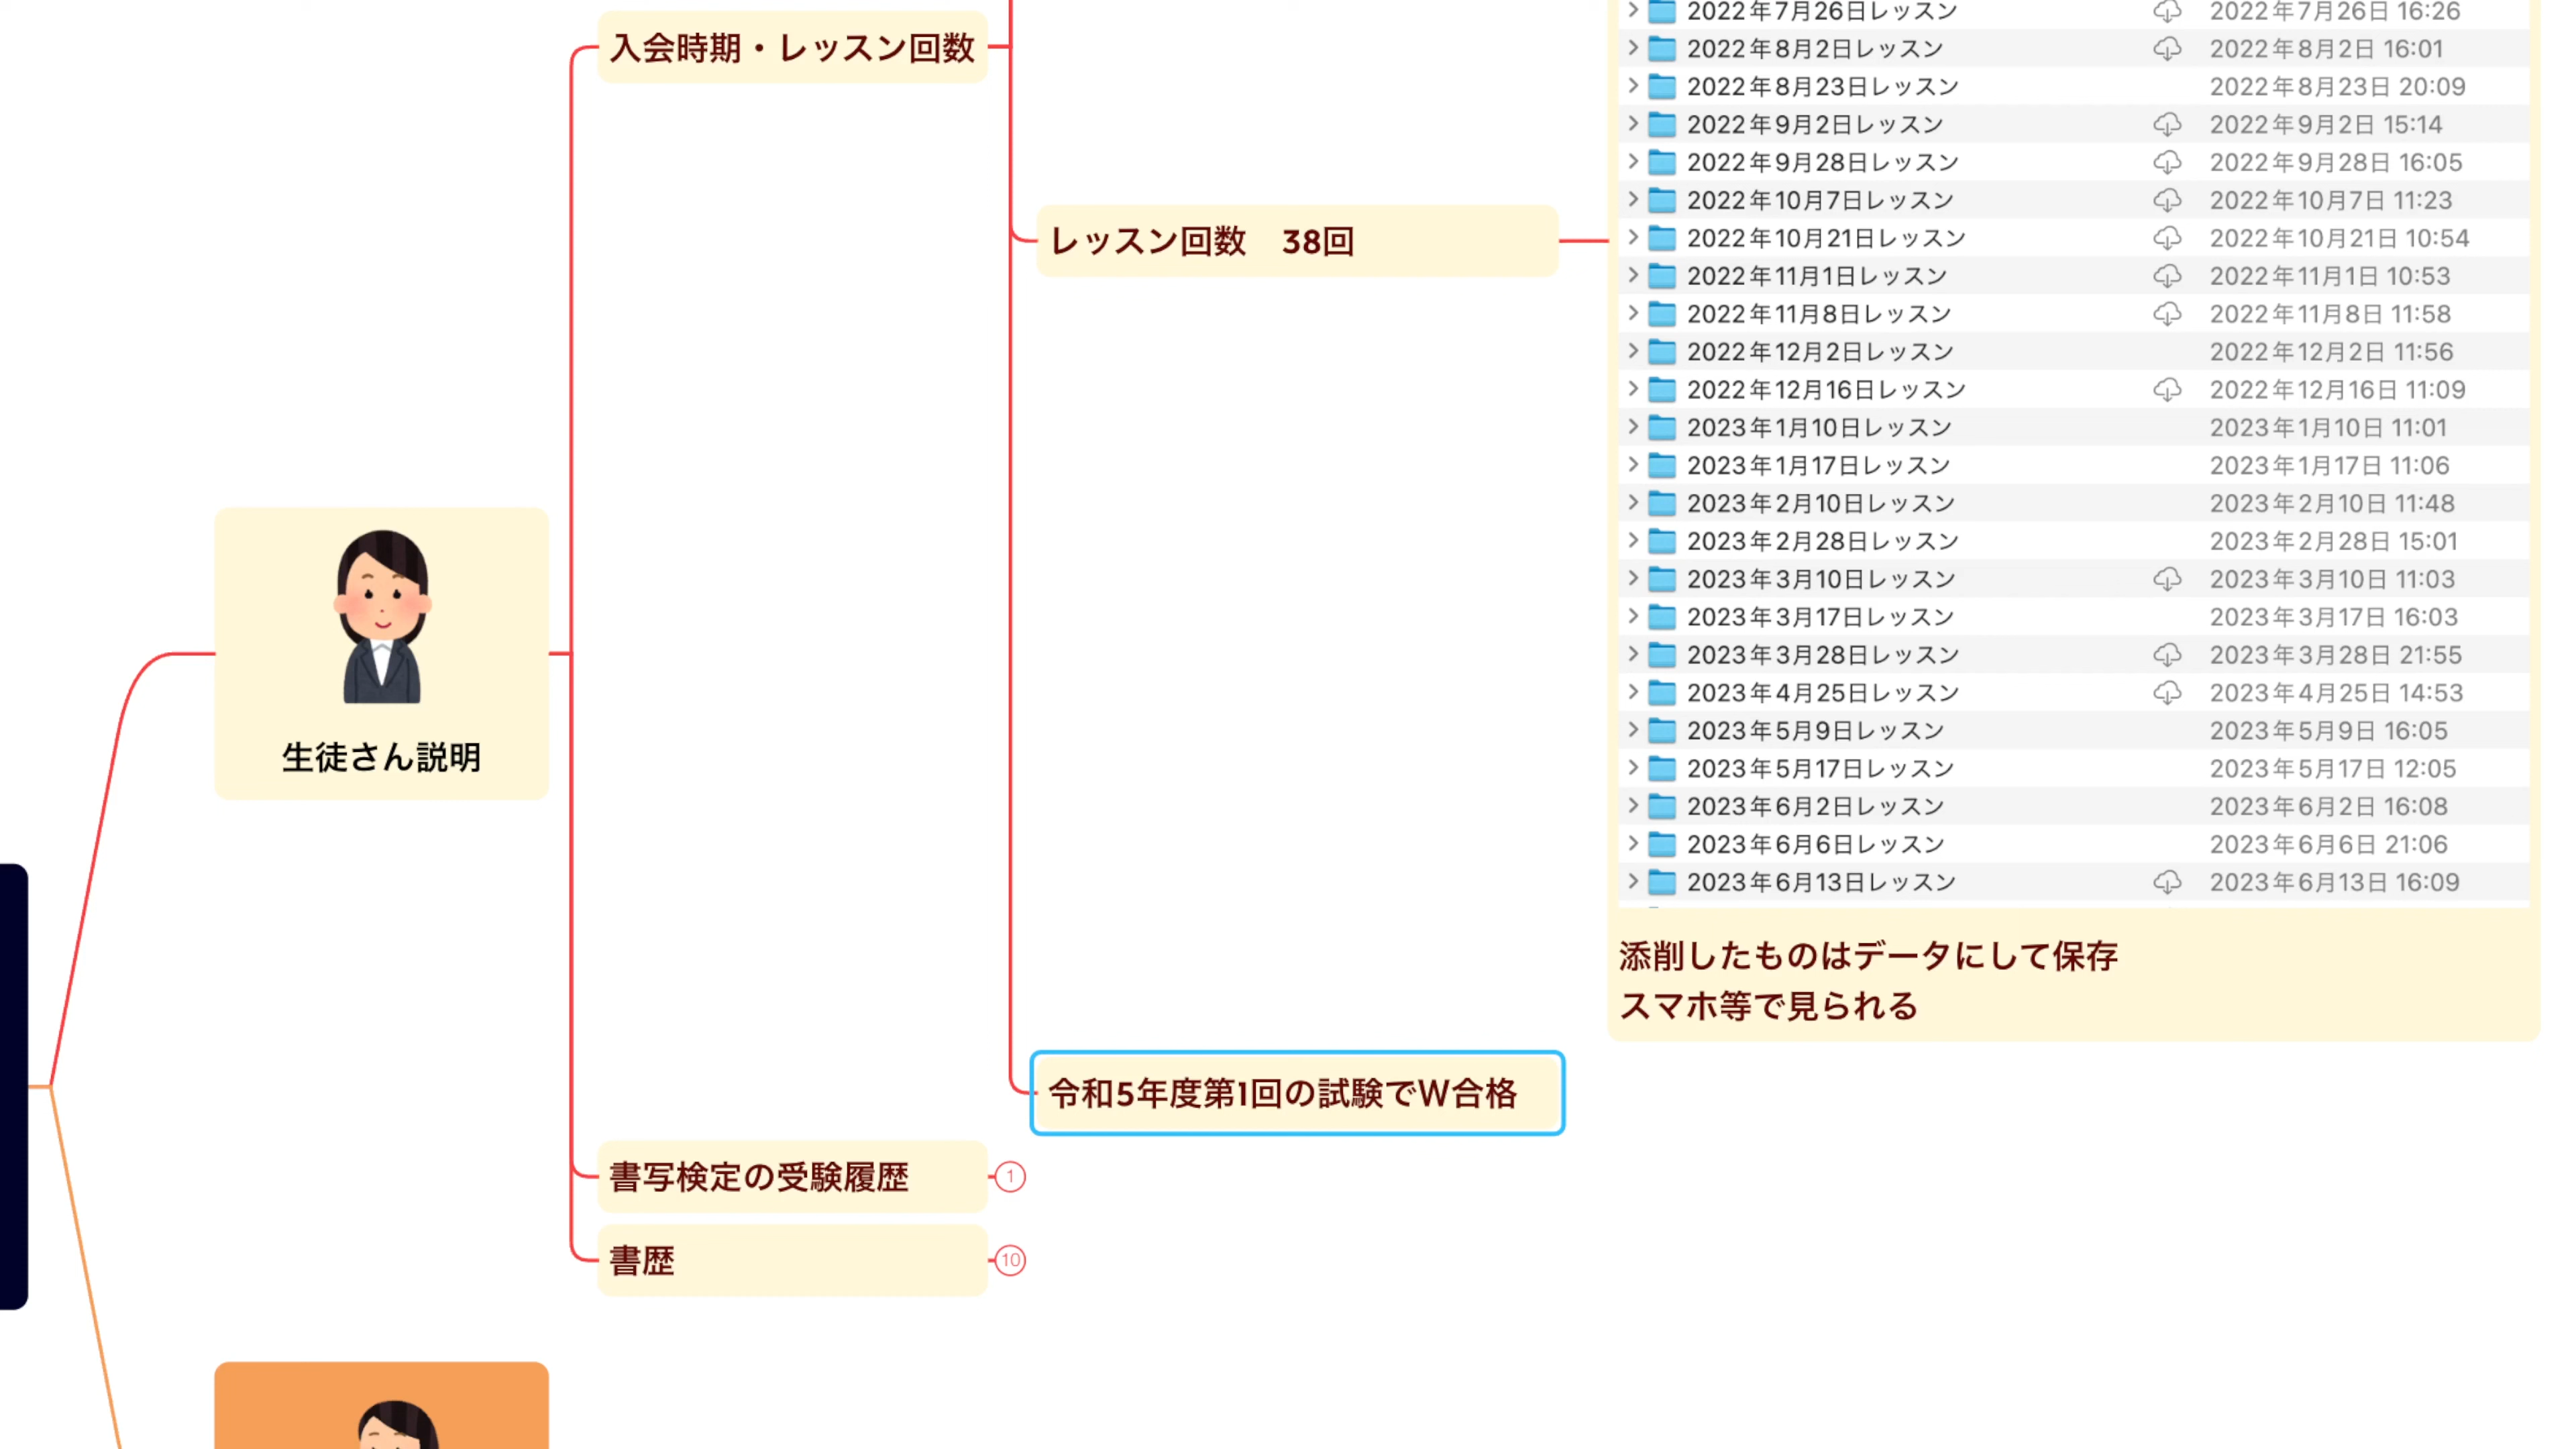 入会時期・レッスン回数
レッスン回数　38回
生徒さん説明
令和5年度第1回の試験でW合格
書写検定の受験履歴
1
書歴
10
2022年7月26日レッスン 2022年7月26日 16:26
2022年8月2日レッスン 2022年8月2日 16:01
2022年8月23日レッスン 2022年8月23日 20:09
2022年9月2日レッスン 2022年9月2日 15:14
2022年9月28日レッスン 2022年9月28日 16:05
2022年10月7日レッスン 2022年10月7日 11:23
2022年10月21日レッスン 2022年10月21日 10:54
2022年11月1日レッスン 2022年11月1日 10:53
2022年11月8日レッスン 2022年11月8日 11:58
2022年12月2日レッスン 2022年12月2日 11:56
2022年12月16日レッスン 2022年12月16日 11:09
2023年1月10日レッスン 2023年1月10日 11:01
2023年1月17日レッスン 2023年1月17日 11:06
2023年2月10日レッスン 2023年2月10日 11:48
2023年2月28日レッスン 2023年2月28日 15:01
2023年3月10日レッスン 2023年3月10日 11:03
2023年3月17日レッスン 2023年3月17日 16:03
2023年3月28日レッスン 2023年3月28日 21:55
2023年4月25日レッスン 2023年4月25日 14:53
2023年5月9日レッスン 2023年5月9日 16:05
2023年5月17日レッスン 2023年5月17日 12:05
2023年6月2日レッスン 2023年6月2日 16:08
2023年6月6日レッスン 2023年6月6日 21:06
2023年6月13日レッスン 2023年6月13日 16:09
添削したものはデータにして保存
スマホ等で見られる